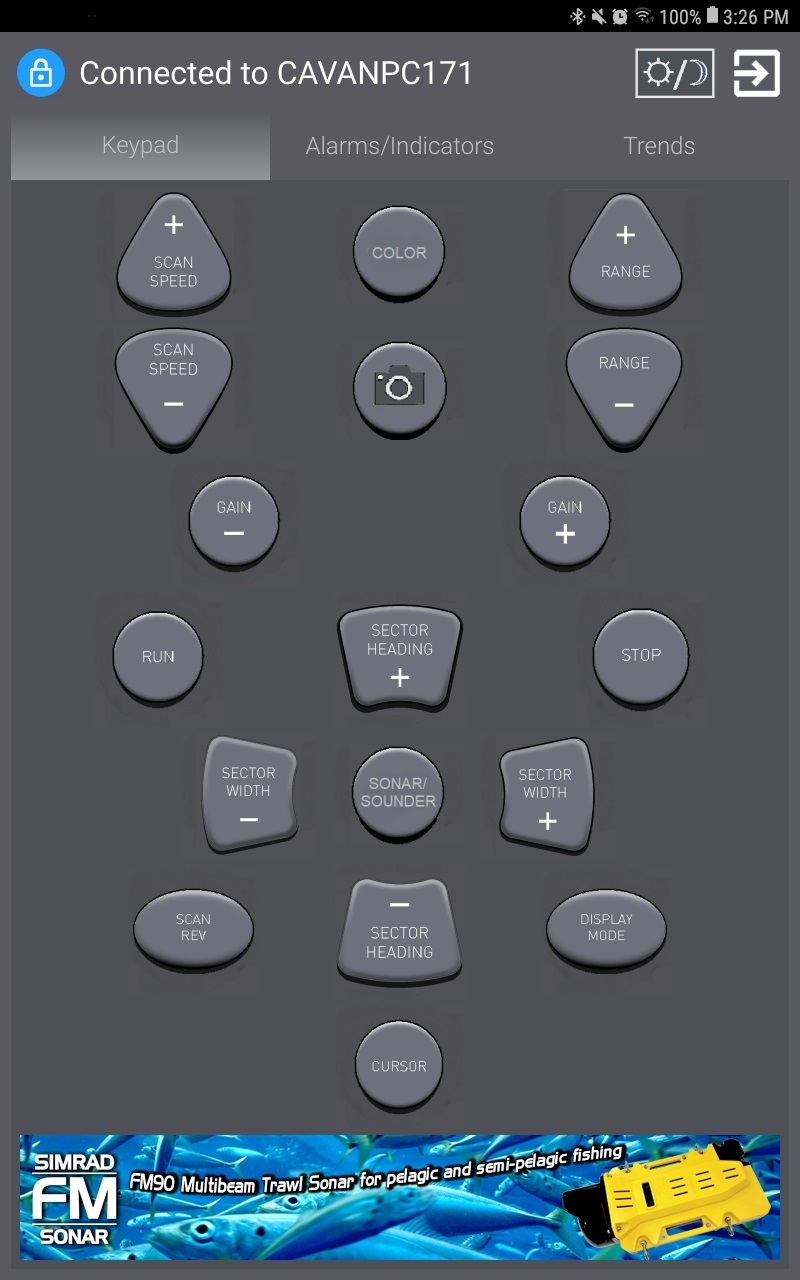 100% 3:26 PM
Connected to CAVANPC171
Keypad Alarms/Indicators Trends
+ SCAN SPEED
COLOR
+ RANGE
SCAN SPEED −
RANGE −
GAIN −
GAIN +
RUN
SECTOR HEADING +
STOP
SECTOR WIDTH −
SONAR/ SOUNDER
SECTOR WIDTH +
SCAN REV
− SECTOR HEADING
DISPLAY MODE
CURSOR
SIMRAD
FM
SONAR
FM90 Multibeam Trawl Sonar for pelagic and semi-pelagic fishing